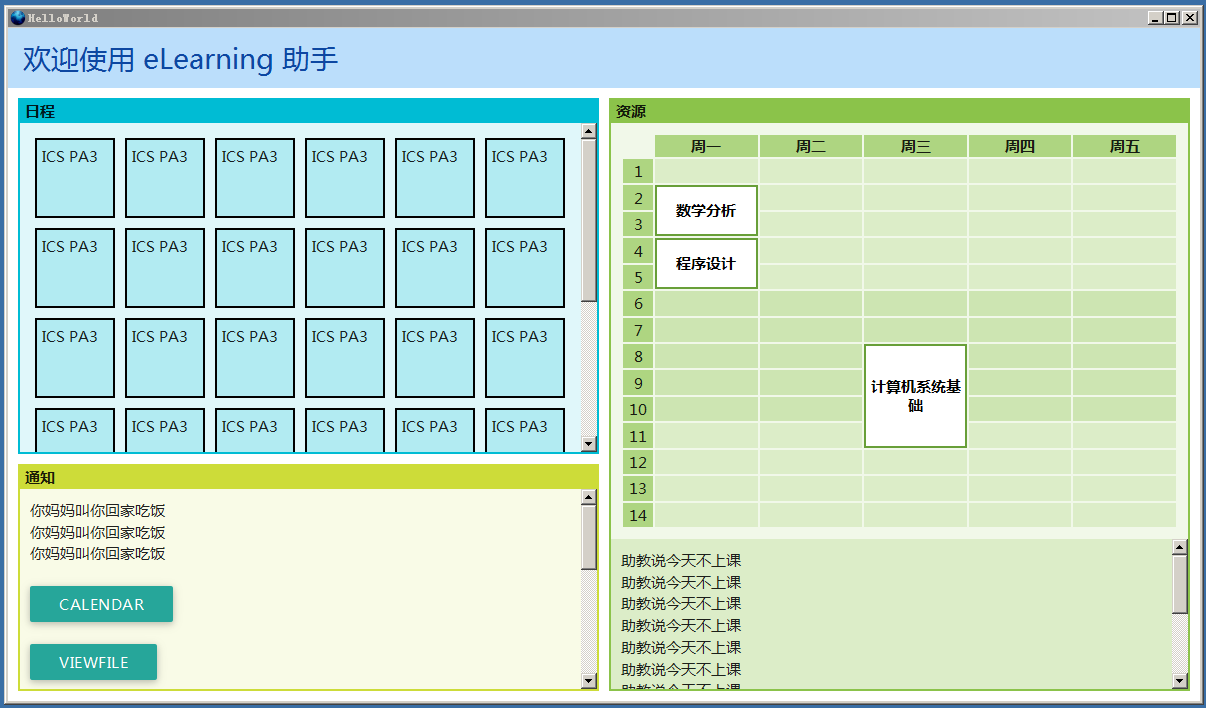 HelloWorld
欢迎使用 eLearning 助手
日程
ICS PA3 ICS PA3 ICS PA3 ICS PA3 ICS PA3 ICS PA3
ICS PA3 ICS PA3 ICS PA3 ICS PA3 ICS PA3 ICS PA3
ICS PA3 ICS PA3 ICS PA3 ICS PA3 ICS PA3 ICS PA3
ICS PA3 ICS PA3 ICS PA3 ICS PA3 ICS PA3 ICS PA3
通知
你妈妈叫你回家吃饭
你妈妈叫你回家吃饭
你妈妈叫你回家吃饭
CALENDAR
VIEWFILE
资源
周一 周二 周三 周四 周五
1
2
数学分析
3
4
程序设计
5
6
7
8
9
计算机系统基
础
10
11
12
13
14
助教说今天不上课
助教说今天不上课
助教说今天不上课
助教说今天不上课
助教说今天不上课
助教说今天不上课
助教说今天不上课